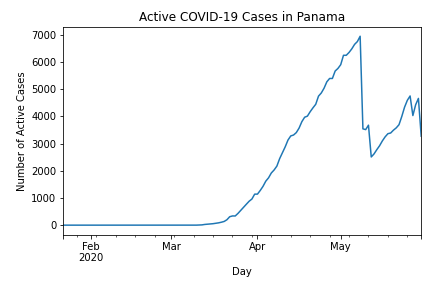 Active COVID-19 Cases in Panama
Number of Active Cases
7000
6000
5000
4000
3000
2000
1000
0
Feb
2020
Mar
Apr
May
Day